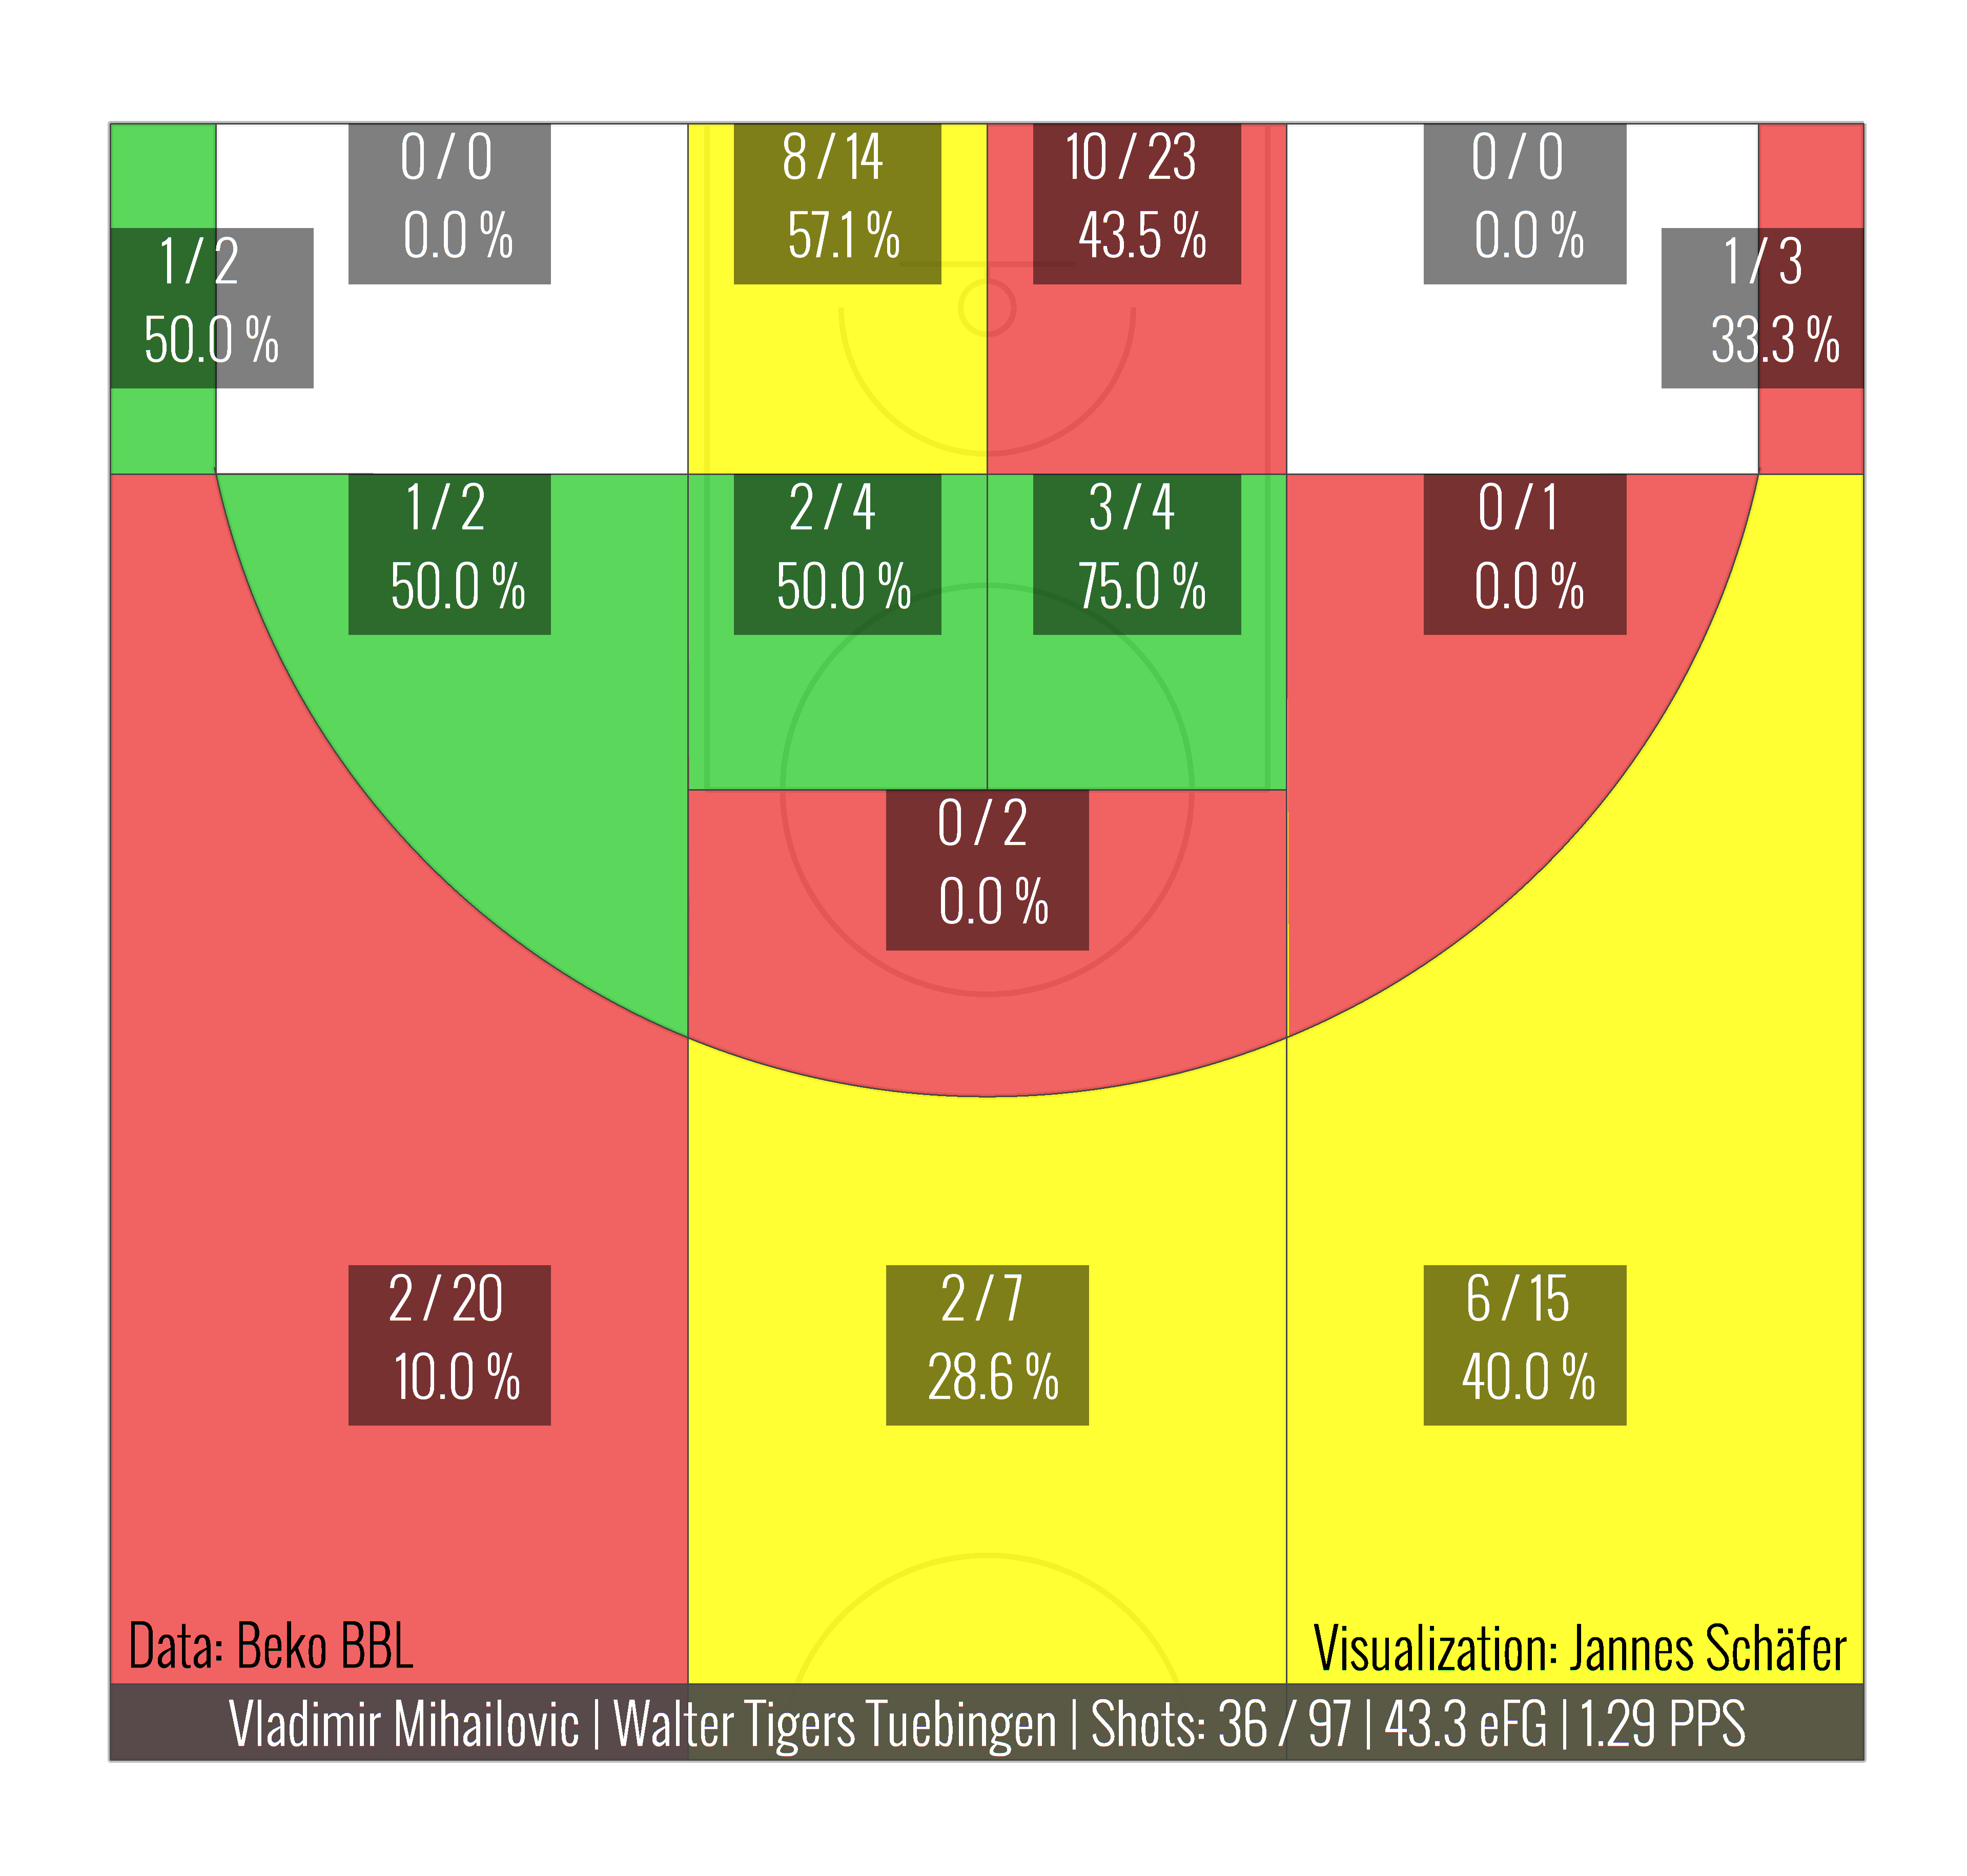 0 / 0
0.0 %
8 / 14
57.1 %
10 / 23
43.5 %
0 / 0
0.0 %
1 / 2
50.0 %
1 / 3
33.3 %
1 / 2
50.0 %
2 / 4
50.0 %
3 / 4
75.0 %
0 / 1
0.0 %
0 / 2
0.0 %
2 / 20
10.0 %
2 / 7
28.6 %
6 / 15
40.0 %
Data: Beko BBL
Visualization: Jannes Schäfer
Vladimir Mihailovic | Walter Tigers Tuebingen | Shots: 36 / 97 | 43.3 eFG | 1.29 PPS